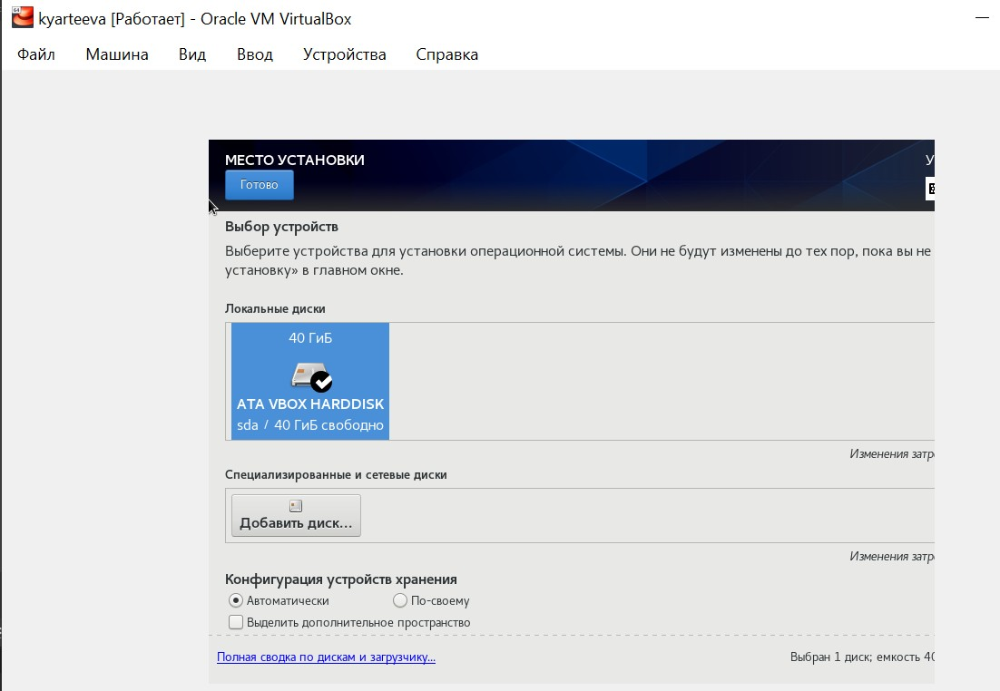 64
kyarteeva [Работает] - Oracle VM VirtualBox
Файл Машина Вид Ввод Устройства Справка
МЕСТО УСТАНОВКИ
У
Готово
Выбор устройств
Выберите устройства для установки операционной системы. Они не будут изменены до тех пор, пока вы не
установку» в главном окне.
Локальные диски
40 ГиБ
ATA VBOX HARDDISK
sda / 40 ГиБ свободно
Изменения затр
Специализированные и сетевые диски
Добавить диск...
Изменения затр
Конфигурация устройств хранения
Автоматически По-своему
Выделить дополнительное пространство
Полная сводка по дискам и загрузчику...
Выбран 1 диск; емкость 40